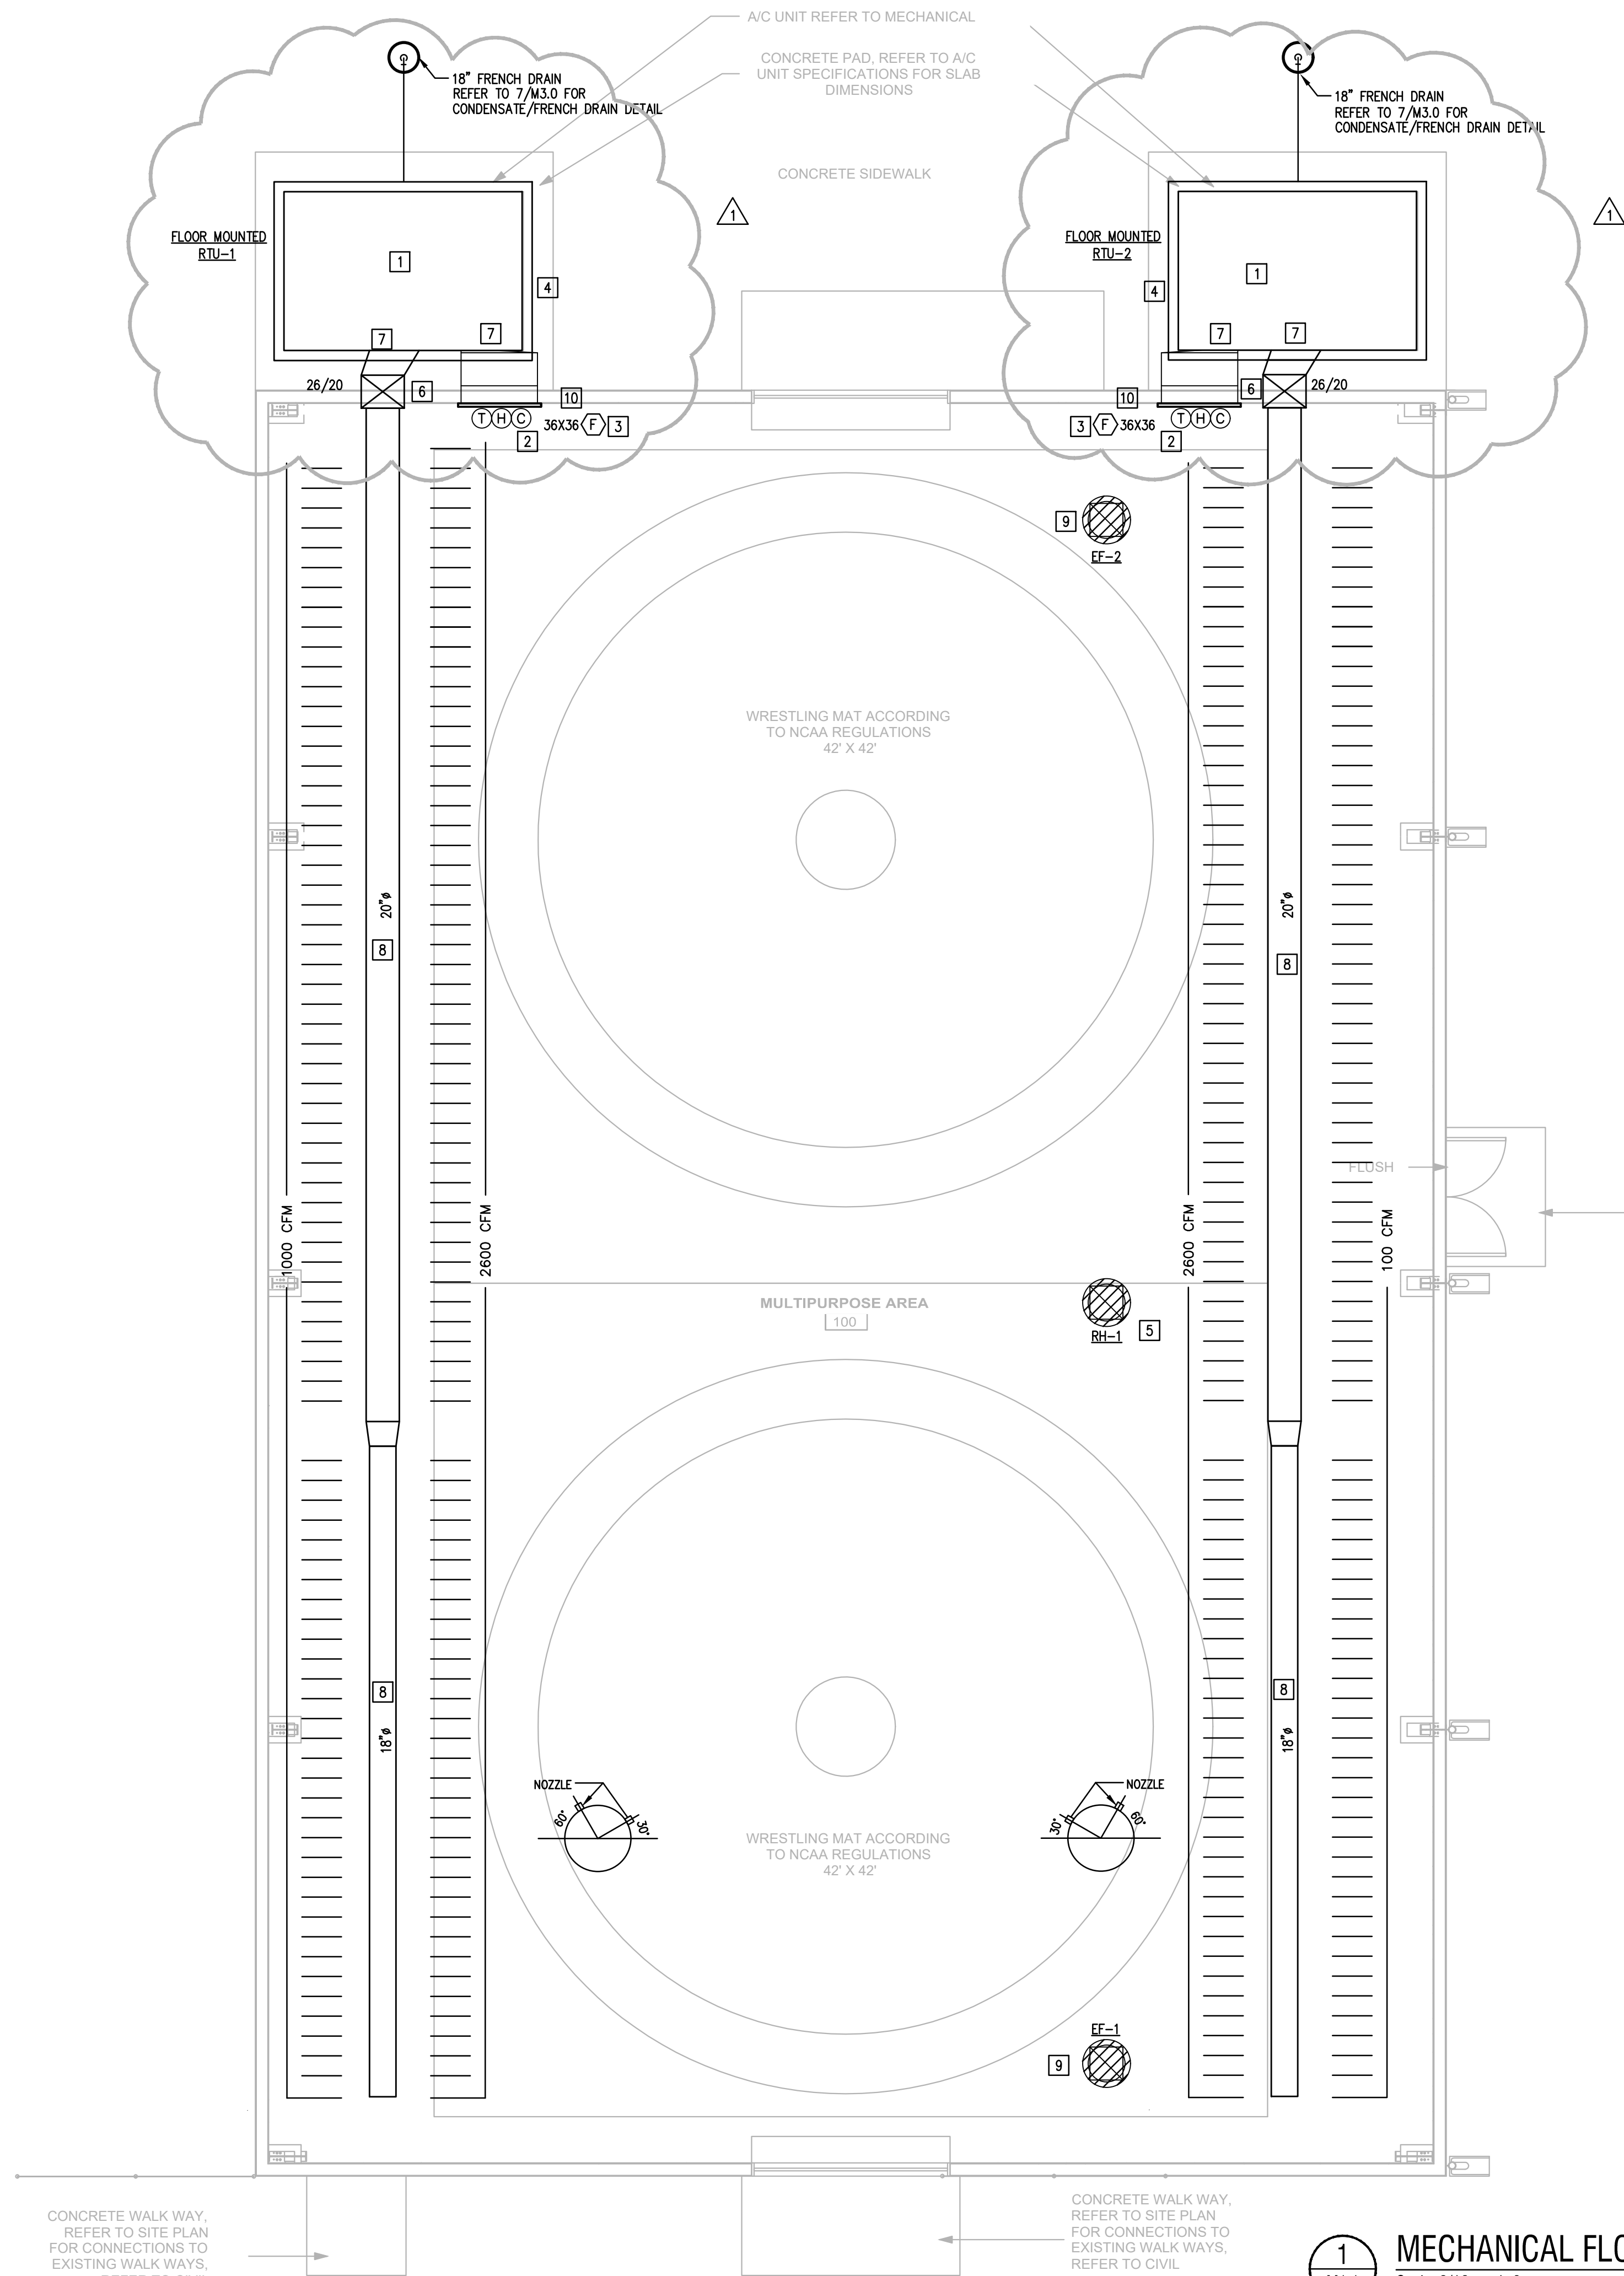 A/C UNIT REFER TO MECHANICAL
CONCRETE PAD, REFER TO A/C
UNIT SPECIFICATIONS FOR SLAB
DIMENSIONS
18" FRENCH DRAIN
REFER TO 7/M3.0 FOR
CONDENSATE/FRENCH DRAIN DETAIL
18" FRENCH DRAIN
REFER TO 7/M3.0 FOR
CONDENSATE/FRENCH DRAIN DETAIL
CONCRETE SIDEWALK
1
1
FLOOR MOUNTED
RTU-1
1
4
7
7
FLOOR MOUNTED
RTU-2
1
4
7
7
26/20
6
10
10
6
26/20
T H C
36X36 F 3
2
3 F 36X36
T H C
2
9
EF-2
WRESTLING MAT ACCORDING
TO NCAA REGULATIONS
42' X 42'
20"ø
8
20"ø
8
FLUSH
1000 CFM
2600 CFM
2600 CFM
100 CFM
MULTIPURPOSE AREA
100
RH-1
5
8
18"ø
8
18"ø
NOZZLE
60°
30°
NOZZLE
30°
60°
WRESTLING MAT ACCORDING
TO NCAA REGULATIONS
42' X 42'
EF-1
9
CONCRETE WALK WAY,
REFER TO SITE PLAN
FOR CONNECTIONS TO
EXISTING WALK WAYS,
CONCRETE WALK WAY,
REFER TO SITE PLAN
FOR CONNECTIONS TO
EXISTING WALK WAYS,
REFER TO CIVIL
1
MECHANICAL FLO